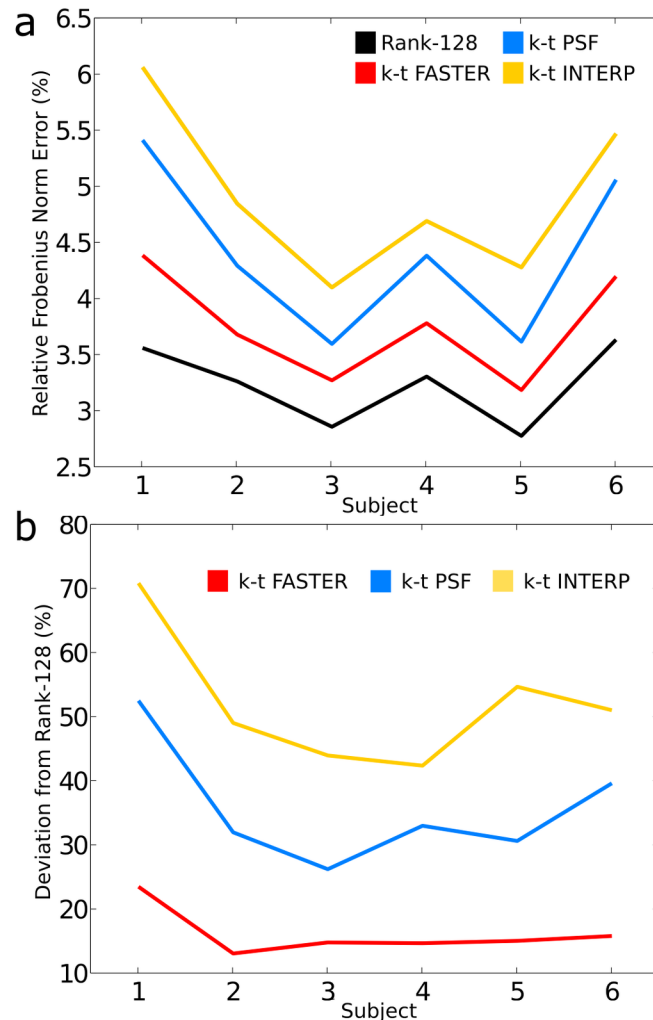 a
6.5
6
5.5
5
4.5
4
3.5
3
2.5
Relative Frobenius Norm Error (%)
Rank-128 k-t PSF
k-t FASTER k-t INTERP
1 2 3 4 5 6
Subject
b
80
70
60
50
40
30
20
10
Deviation from Rank-128 (%)
k-t FASTER k-t PSF k-t INTERP
1 2 3 4 5 6
Subject